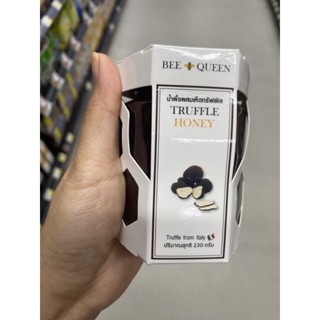 BEE QUEEN
น้ำผึ้งผสมเห็ดทรัฟเฟิล
TRUFFLE
HONEY
Truffle from Italy
ปริมาณสุทธิ 230 กรัม